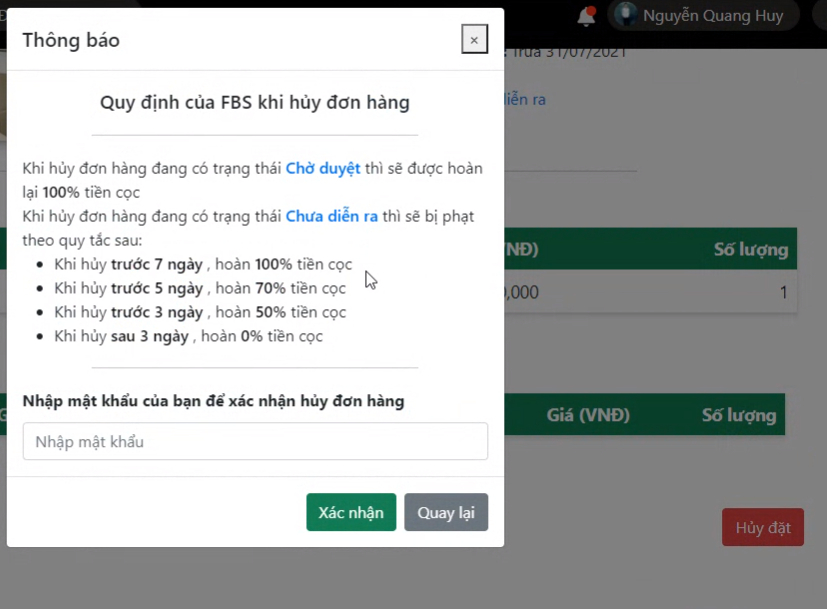 Nguyễn Quang Huy
Thông báo
×
Trưa 31/07/2021
Quy định của FBS khi hủy đơn hàng
diễn ra
Khi hủy đơn hàng đang có trạng thái Chờ duyệt thì sẽ được hoàn
lại 100% tiền cọc
Khi hủy đơn hàng đang có trạng thái Chưa diễn ra thì sẽ bị phạt
theo quy tắc sau:
• Khi hủy trước 7 ngày , hoàn 100% tiền cọc
• Khi hủy trước 5 ngày , hoàn 70% tiền cọc
• Khi hủy trước 3 ngày , hoàn 50% tiền cọc
• Khi hủy sau 3 ngày , hoàn 0% tiền cọc
VNĐ) Số lượng
0,000 1
Nhập mật khẩu của bạn để xác nhận hủy đơn hàng
Nhập mật khẩu
Giá (VNĐ) Số lượng
Xác nhận
Quay lại
Hủy đặt